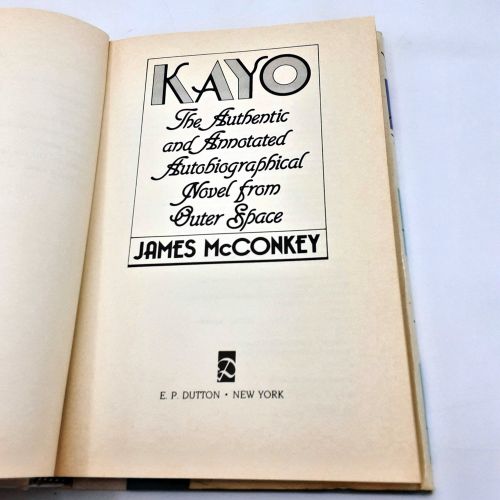 KAYO
The Authentic
and Annotated
Autobiographical
Novel from
Outer Space
JAMES McCONKEY
D
E. P. DUTTON • NEW YORK